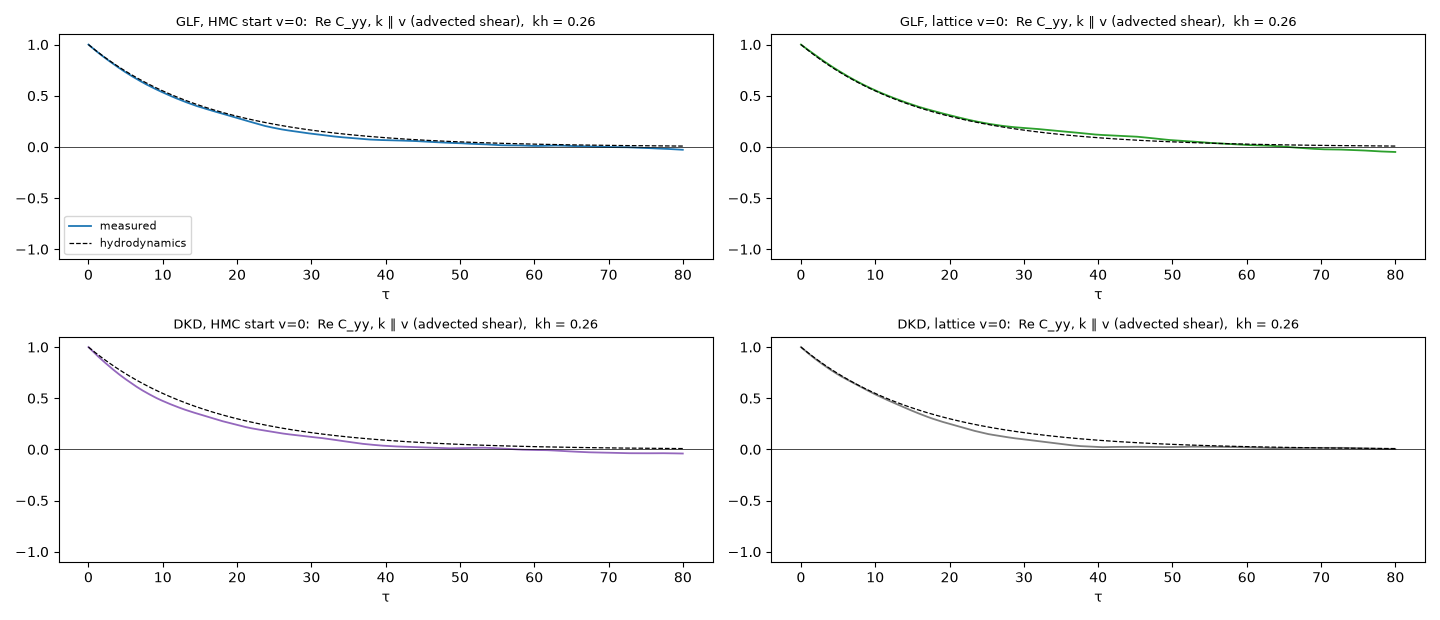 GLF, HMC start v=0:  Re C_yy, k ∥ v (advected shear),  kh = 0.26
1.0
0.5
0.0
−0.5
−1.0
measured
hydrodynamics
0 10 20 30 40 50 60 70 80
τ
GLF, lattice v=0:  Re C_yy, k ∥ v (advected shear),  kh = 0.26
1.0
0.5
0.0
−0.5
−1.0
0 10 20 30 40 50 60 70 80
τ
DKD, HMC start v=0:  Re C_yy, k ∥ v (advected shear),  kh = 0.26
1.0
0.5
0.0
−0.5
−1.0
0 10 20 30 40 50 60 70 80
τ
DKD, lattice v=0:  Re C_yy, k ∥ v (advected shear),  kh = 0.26
1.0
0.5
0.0
−0.5
−1.0
0 10 20 30 40 50 60 70 80
τ